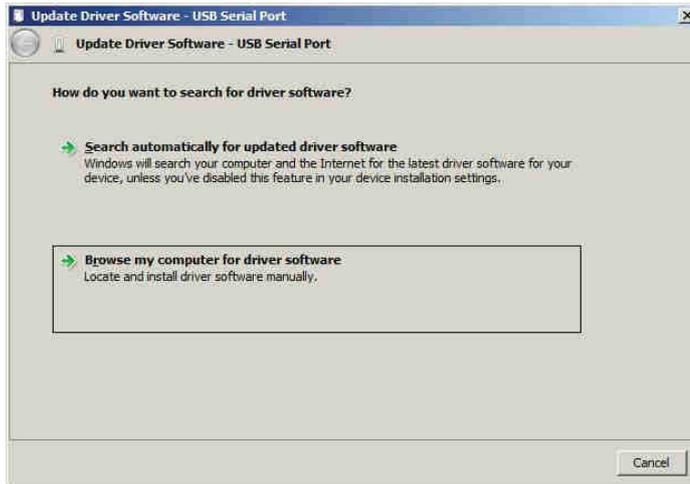 Update Driver Software - USB Serial Port
Update Driver Software - USB Serial Port
How do you want to search for driver software?
Search automatically for updated driver software
Windows will search your computer and the Internet for the latest driver software for your
device, unless you've disabled this feature in your device installation settings.
Browse my computer for driver software
Locate and install driver software manually.
Cancel